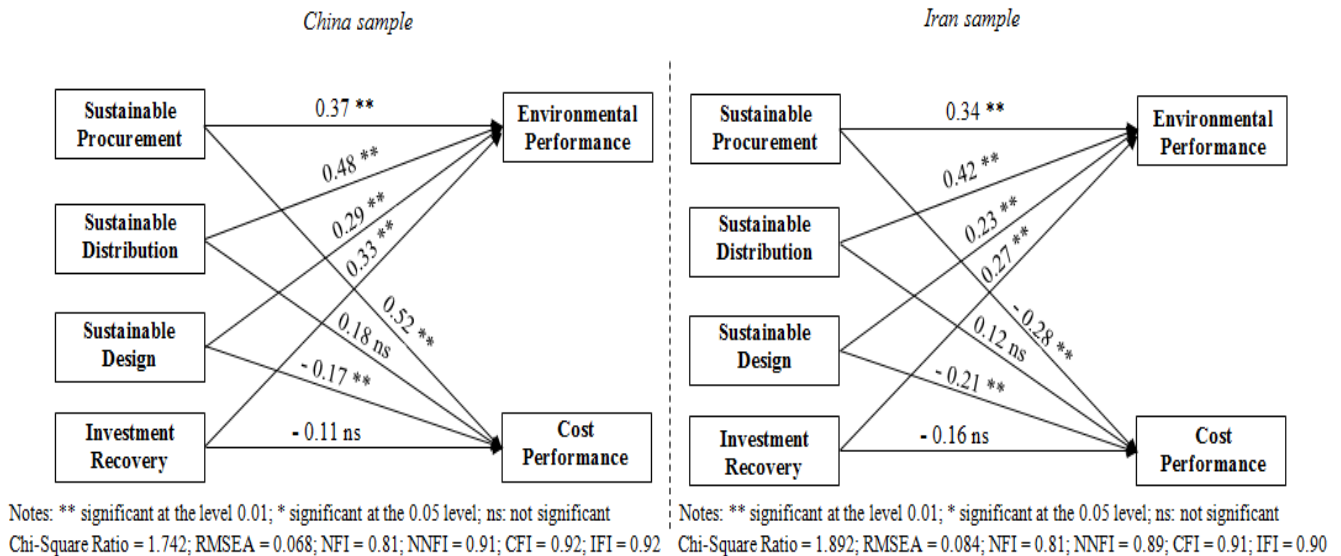 China sample
Sustainable
Procurement
Sustainable
Distribution
Sustainable
Design
Investment
Recovery
0.37 **
0.48 **
0.29 **
0.33 **
0.52 **
0.18 ns
- 0.17 **
- 0.11 ns
Environmental
Performance
Cost
Performance
Notes: ** significant at the level 0.01; * significant at the 0.05 level; ns: not significant
Chi-Square Ratio = 1.742; RMSEA = 0.068; NFI = 0.81; NNFI = 0.91; CFI = 0.92; IFI = 0.92
Iran sample
Sustainable
Procurement
Sustainable
Distribution
Sustainable
Design
Investment
Recovery
0.34 **
0.42 **
0.23 **
0.27 **
- 0.28 **
0.12 ns
- 0.21 **
- 0.16 ns
Environmental
Performance
Cost
Performance
Notes: ** significant at the level 0.01; * significant at the 0.05 level; ns: not significant
Chi-Square Ratio = 1.892; RMSEA = 0.084; NFI = 0.81; NNFI = 0.89; CFI = 0.91; IFI = 0.90